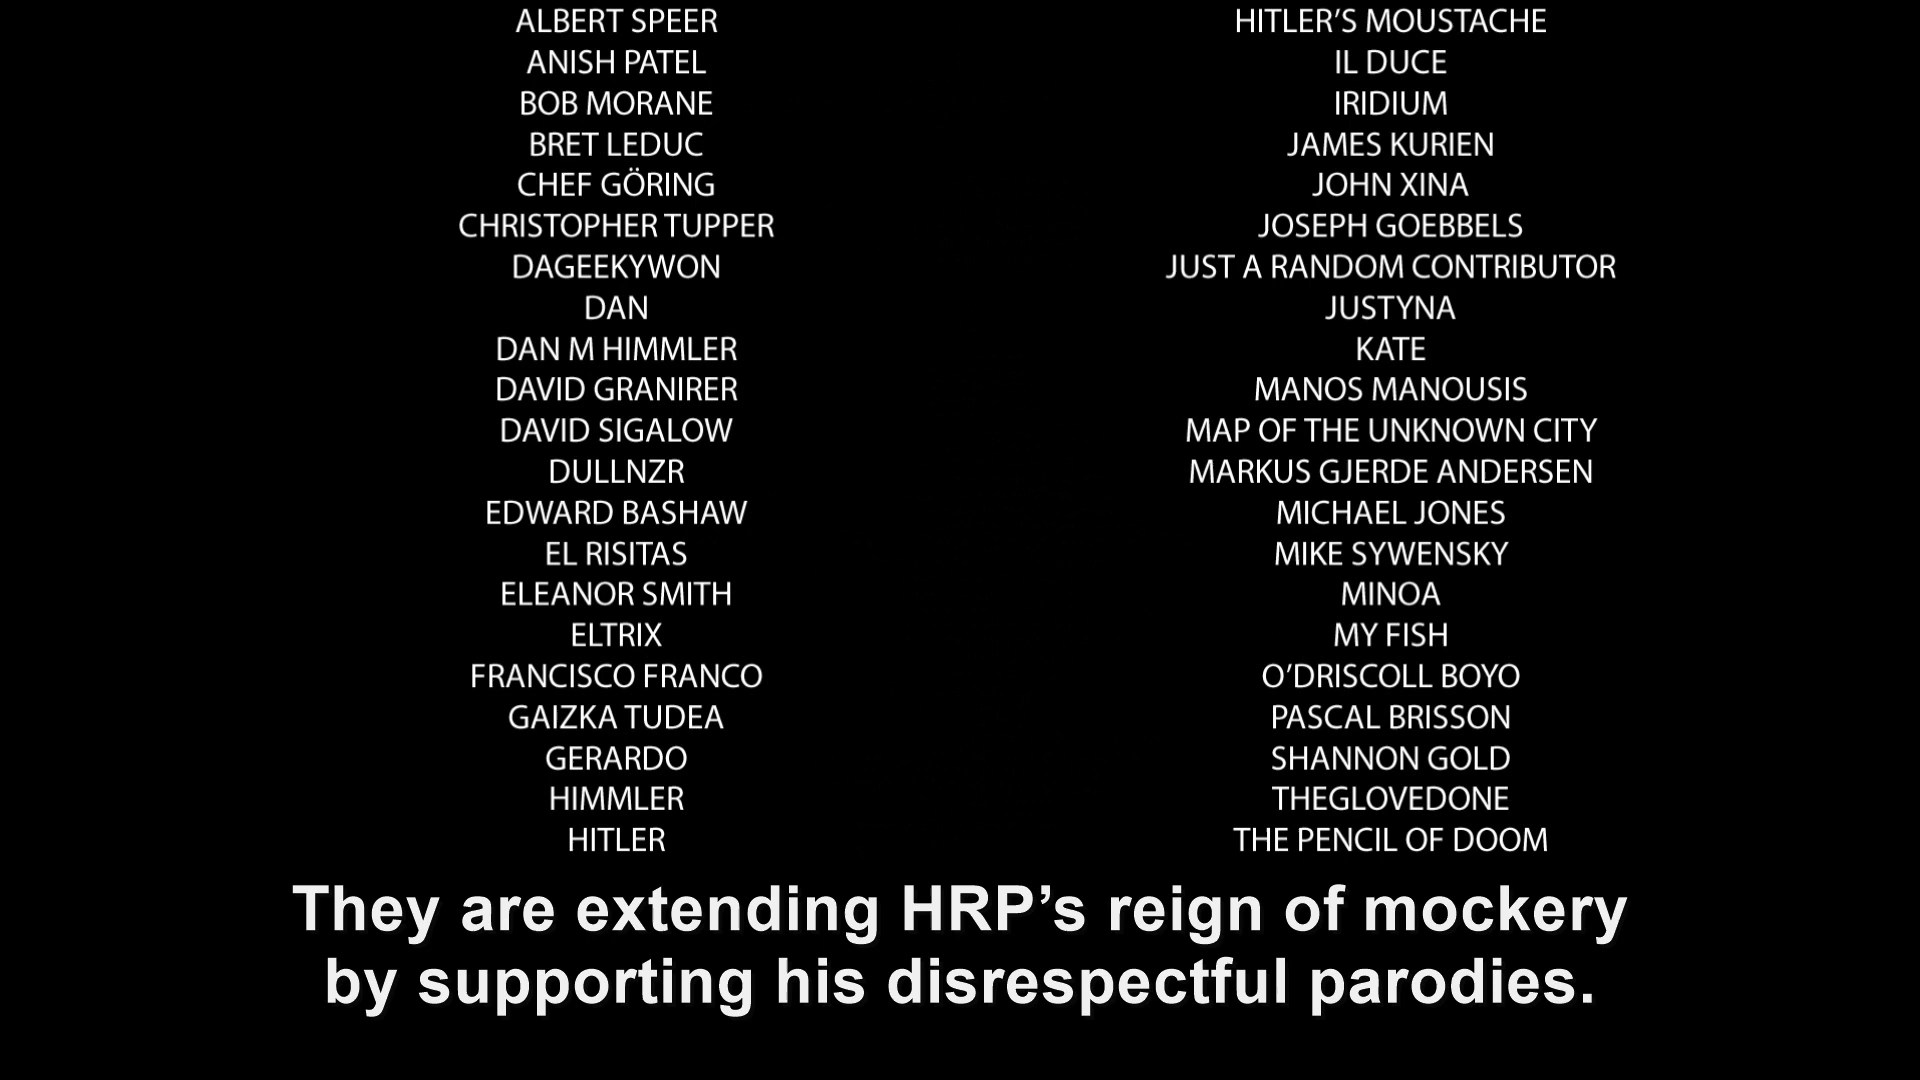 ALBERT SPEER
ANISH PATEL
BOB MORANE
BRET LEDUC
CHEF GÖRING
CHRISTOPHER TUPPER
DAGEEKYWON
DAN
DAN M HIMMLER
DAVID GRANIRER
DAVID SIGALOW
DULLNZR
EDWARD BASHAW
EL RISITAS
ELEANOR SMITH
ELTRIX
FRANCISCO FRANCO
GAIZKA TUDEA
GERARDO
HIMMLER
HITLER
HITLER’S MOUSTACHE
IL DUCE
IRIDIUM
JAMES KURIEN
JOHN XINA
JOSEPH GOEBBELS
JUST A RANDOM CONTRIBUTOR
JUSTYNA
KATE
MANOS MANOUSIS
MAP OF THE UNKNOWN CITY
MARKUS GJERDE ANDERSEN
MICHAEL JONES
MIKE SYWENSKY
MINOA
MY FISH
O’DRISCOLL BOYO
PASCAL BRISSON
SHANNON GOLD
THEGLOVEDONE
THE PENCIL OF DOOM
They are extending HRP’s reign of mockery
by supporting his disrespectful parodies.